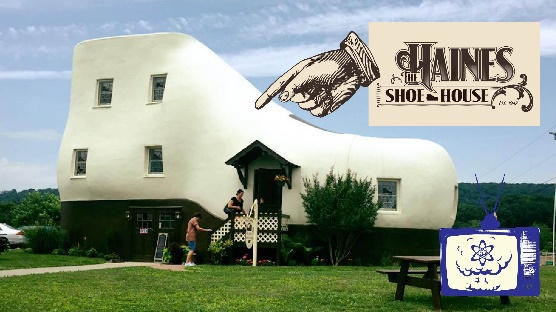 THE HAINES
SHOE HOUSE
EST. 1948